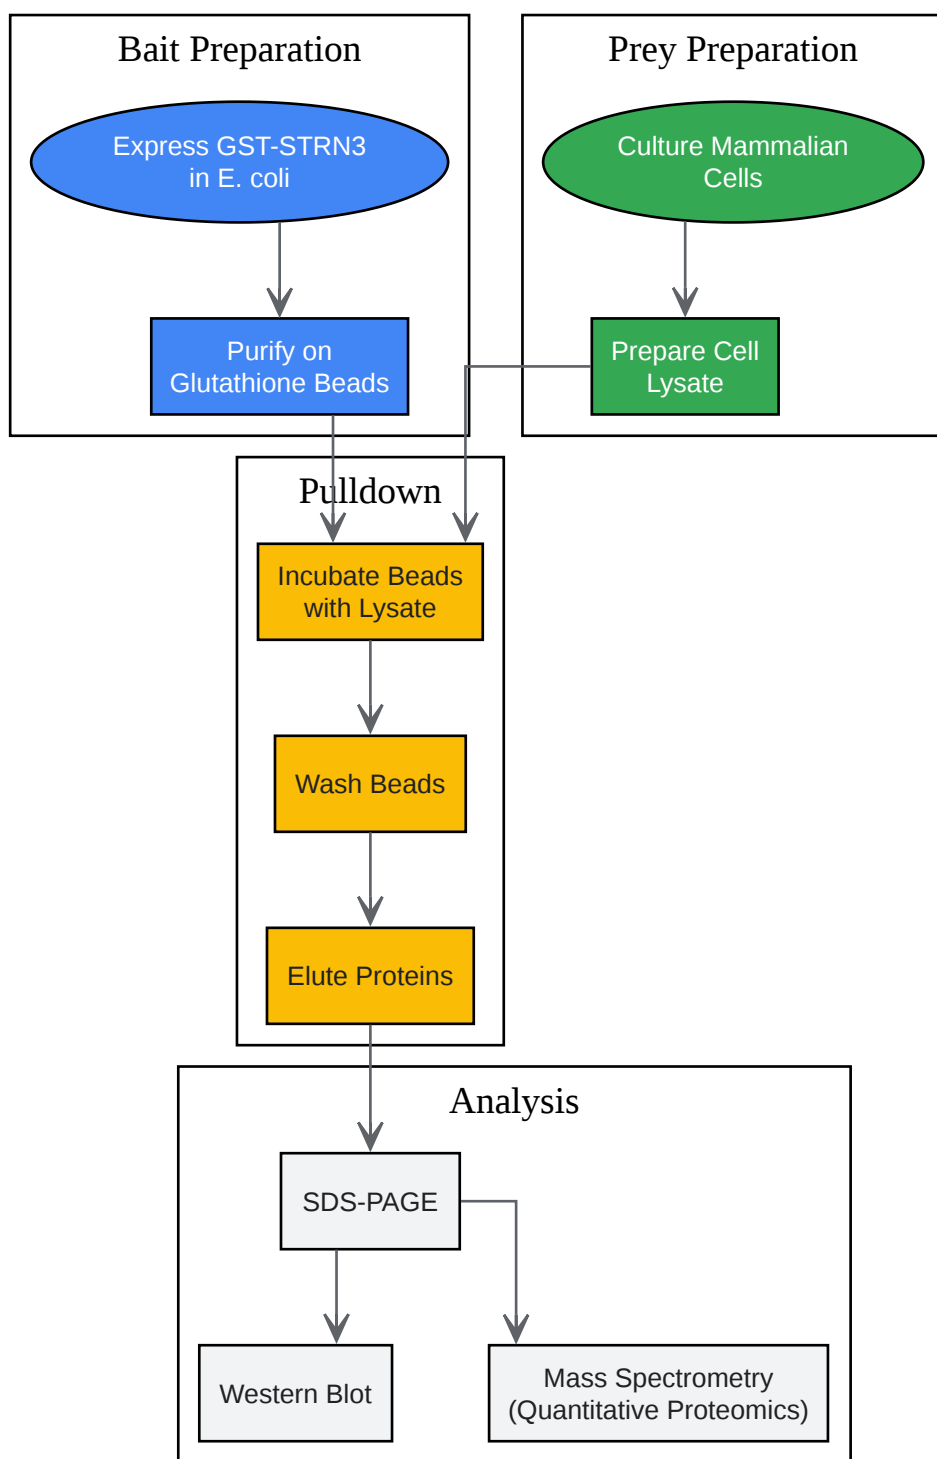 Bait Preparation
Express GST-STRN3
in E. coli
Purify on
Glutathione Beads
Prey Preparation
Culture Mammalian
Cells
Prepare Cell
Lysate
Pulldown
Incubate Beads
with Lysate
Wash Beads
Elute Proteins
Analysis
SDS-PAGE
Western Blot
Mass Spectrometry
(Quantitative Proteomics)